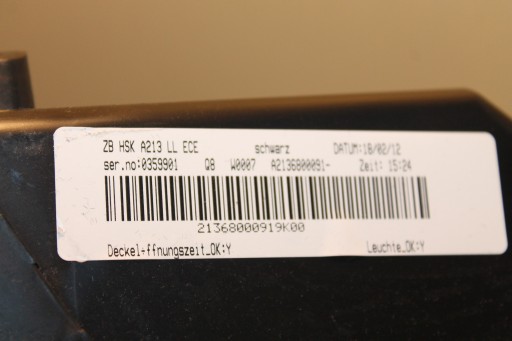 ZB HSK A213 LL ECE schwarz DATUM:18/02/12
ser.no:0359901 Q8 W0007 A2136800091- Zeit: 15:24
21368000919K00
Deckel÷ffnungszeit_OK:Y Leuchte_OK:Y